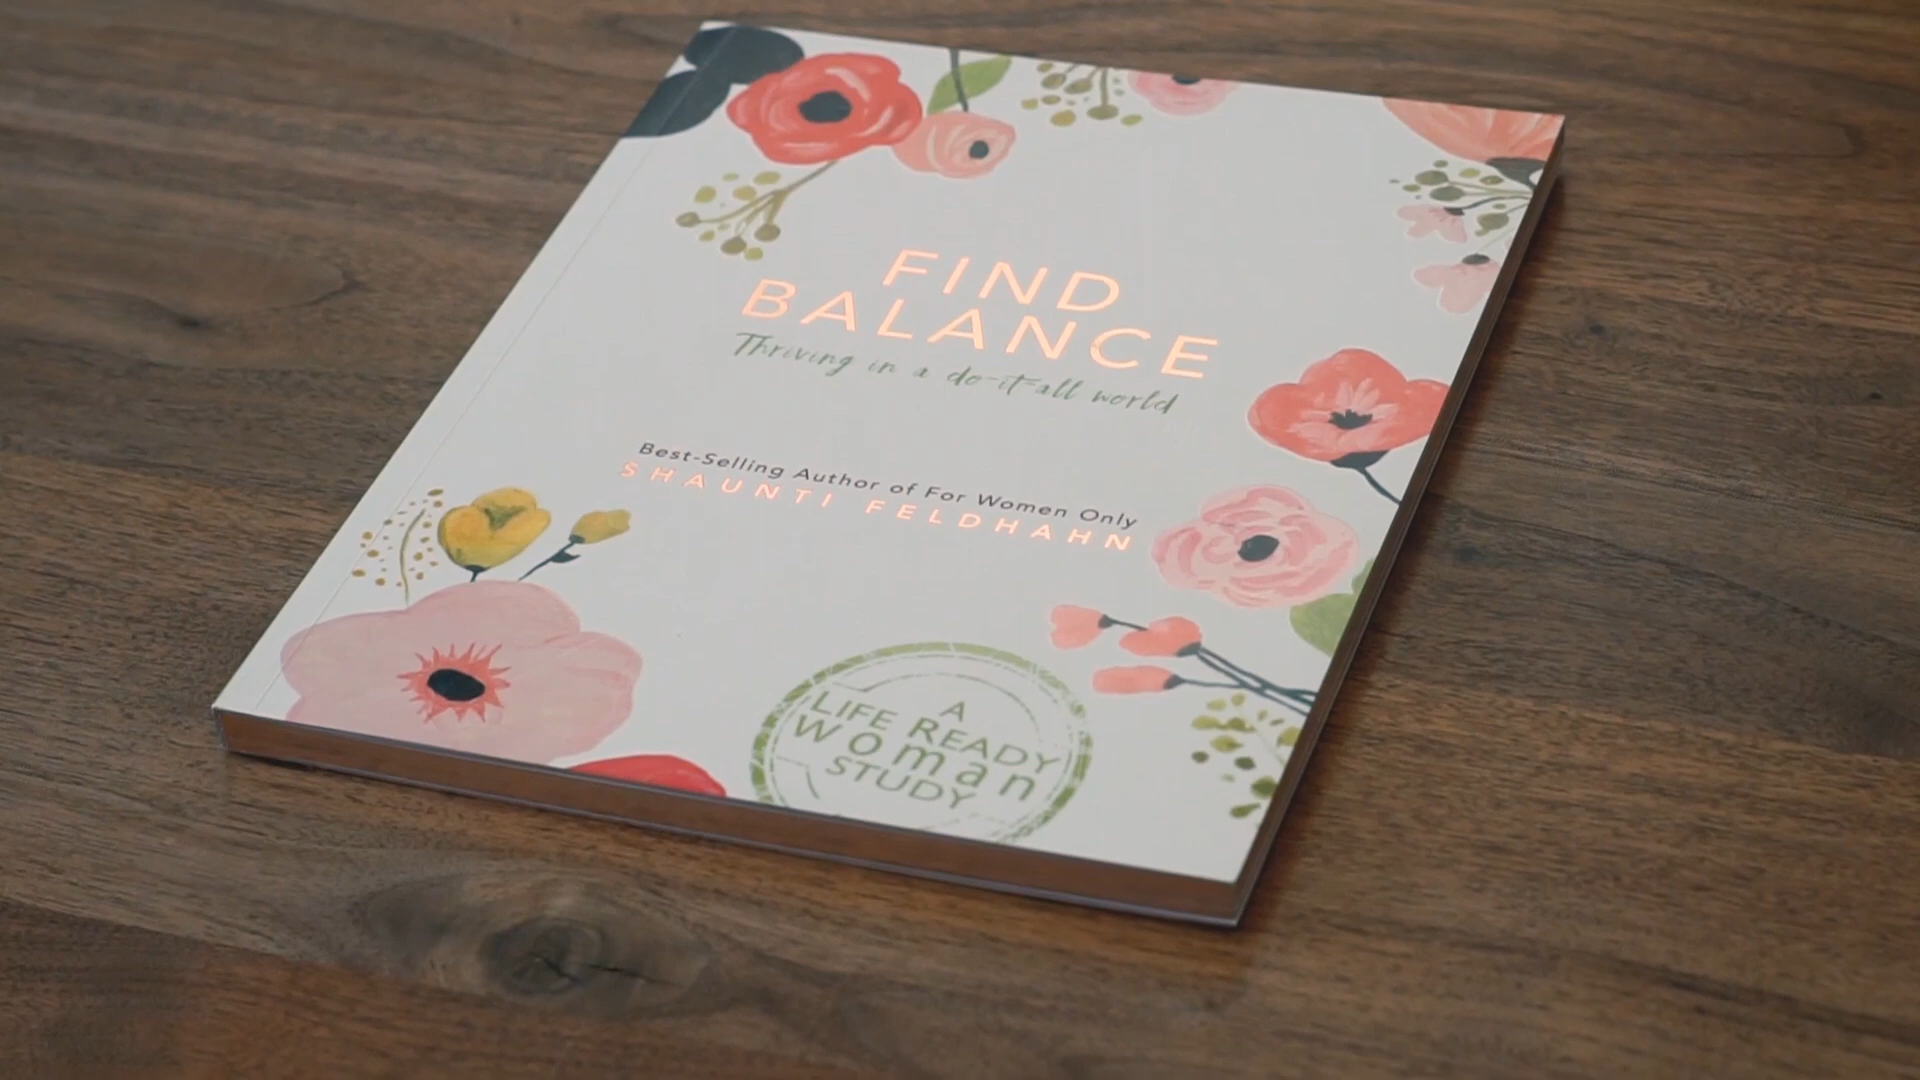 FIND
BALANCE
Thriving in a do-it-all world
Best-Selling Author of For Women Only
SHAUNTI FELDHAHN
A
LIFE READY
woman
STUDY